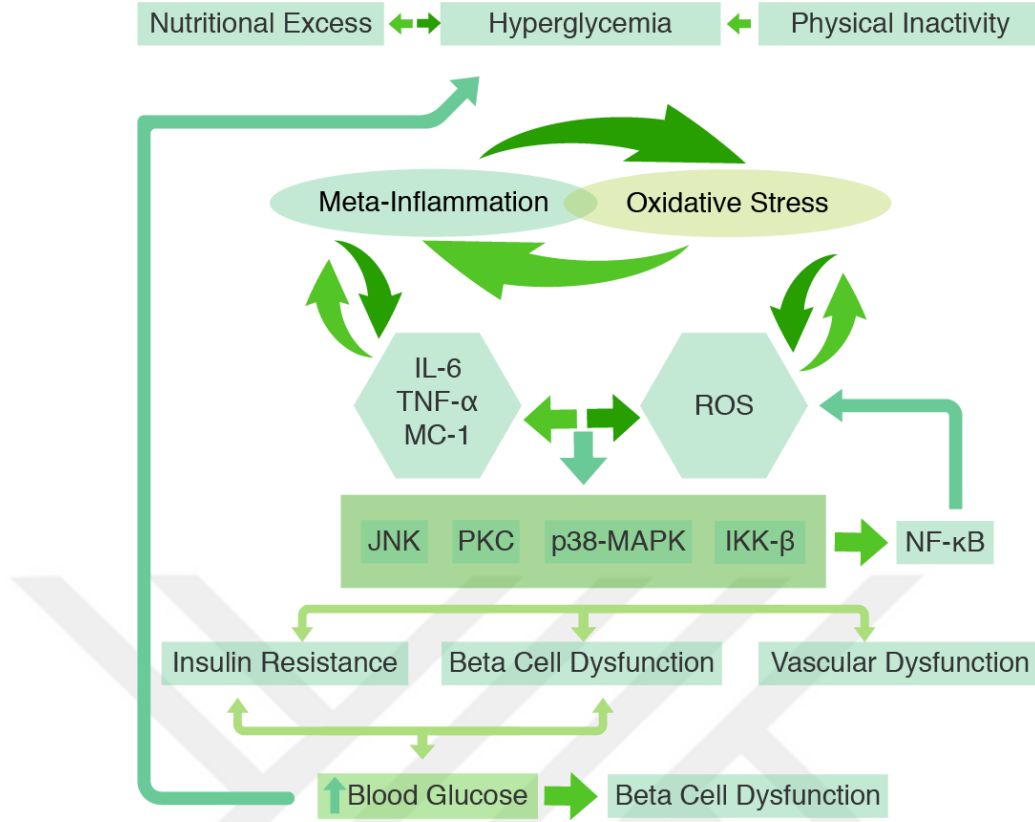 Nutritional Excess
Hyperglycemia
Physical Inactivity
Meta-Inflammation
Oxidative Stress
IL-6
TNF-α
MC-1
ROS
JNK
PKC
p38-MAPK
IKK-β
NF-κB
Insulin Resistance
Beta Cell Dysfunction
Vascular Dysfunction
Blood Glucose
Beta Cell Dysfunction